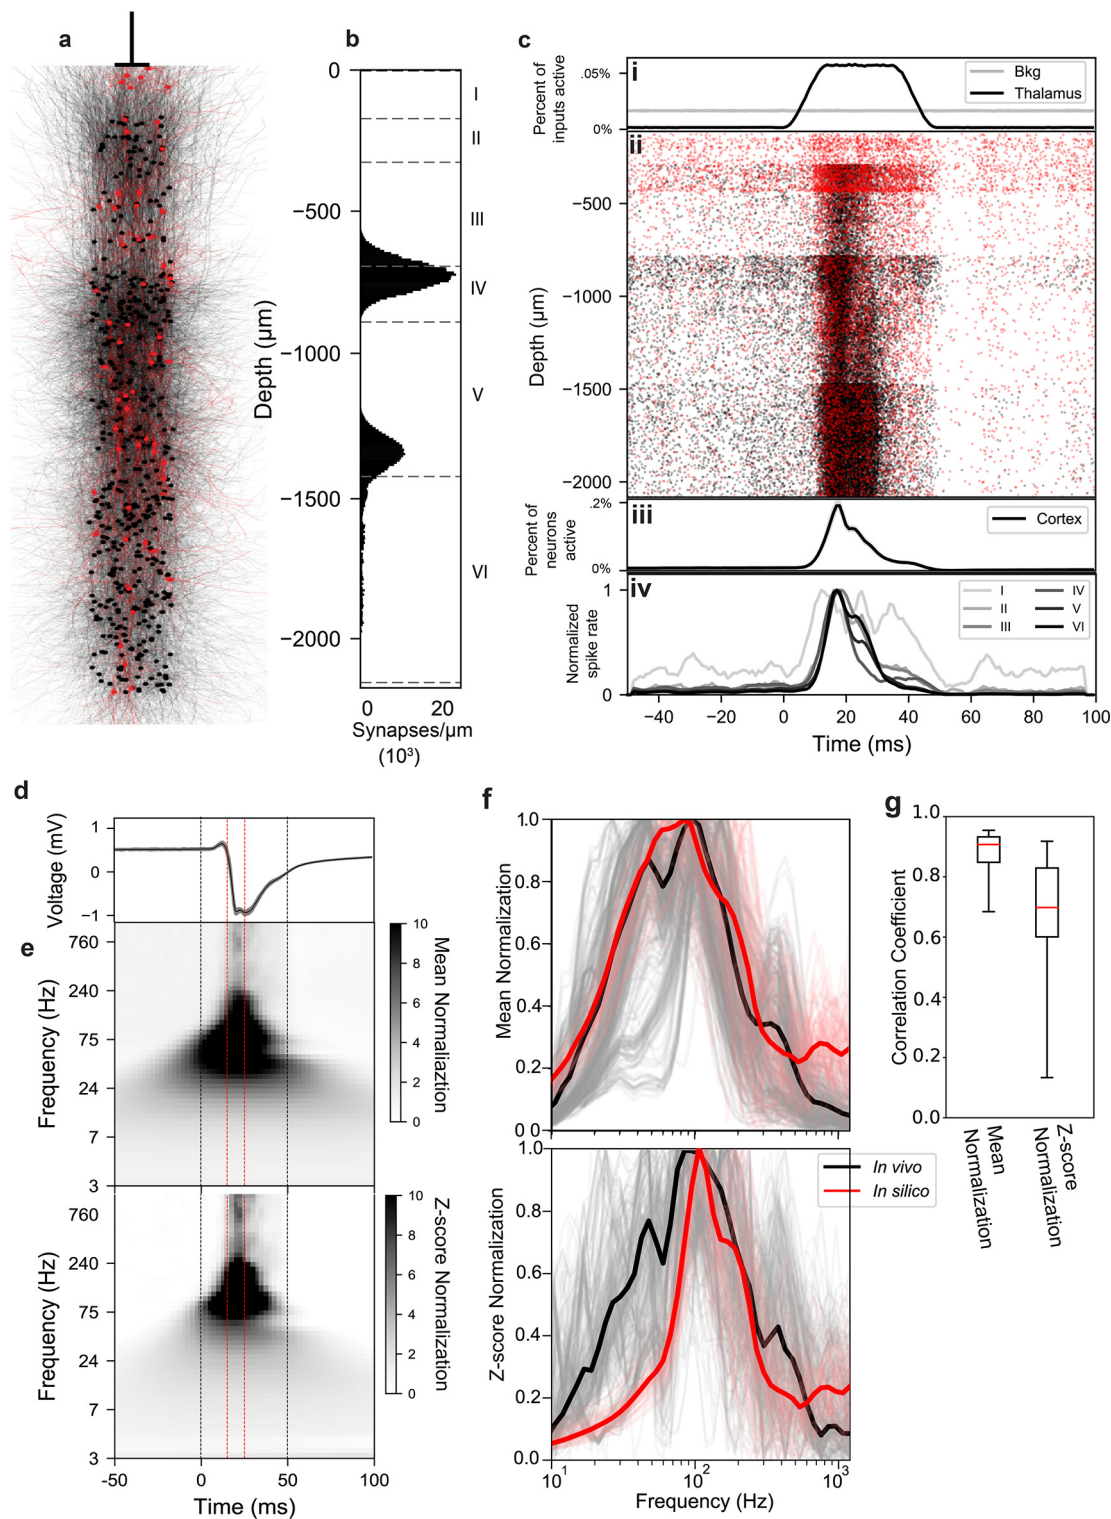 a
b
0
−500
−1000
−1500
−2000
Depth (μm)
I
II
III
IV
V
VI
0
20
Synapses/μm
(10³)
c
i
Percent of
inputs active
.05%
0%
Bkg
Thalamus
ii
Depth (μm)
−500
−1000
−1500
−2000
iii
Percent of
neurons
active
.2%
0%
Cortex
iv
Normalized
spike rate
1
0
I
II
III
IV
V
VI
−40
−20
0
20
40
60
80
100
Time (ms)
d
Voltage (mV)
1
0
−1
e
Frequency (Hz)
760
240
75
24
7
3
10
8
6
4
2
0
Mean Normaliaztion
Frequency (Hz)
760
240
75
24
7
3
10
8
6
4
2
0
Z-score Normalization
-50
0
50
100
Time (ms)
f
Mean Normalization
1.0
0.8
0.6
0.4
0.2
0 0
Z-score Normalization
1.0
0.8
0.6
0.4
0.2
0.0
In vivo
In silico
10¹
10²
10³
Frequency (Hz)
g
Correlation Coefficient
1.0
0.8
0.6
0.4
0.2
0.0
Mean
Normalization
Z-score
Normalization